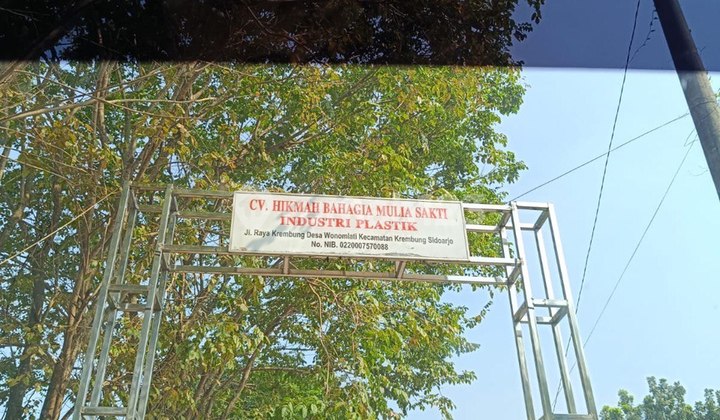 CV. HIKMAH BAHAGIA MULIA SAKTI
INDUSTRI PLASTIK
Jl. Raya Krembung Desa Wonomlati Kecamatan Krembung Sidoarjo
No. NIB. 0220007570088